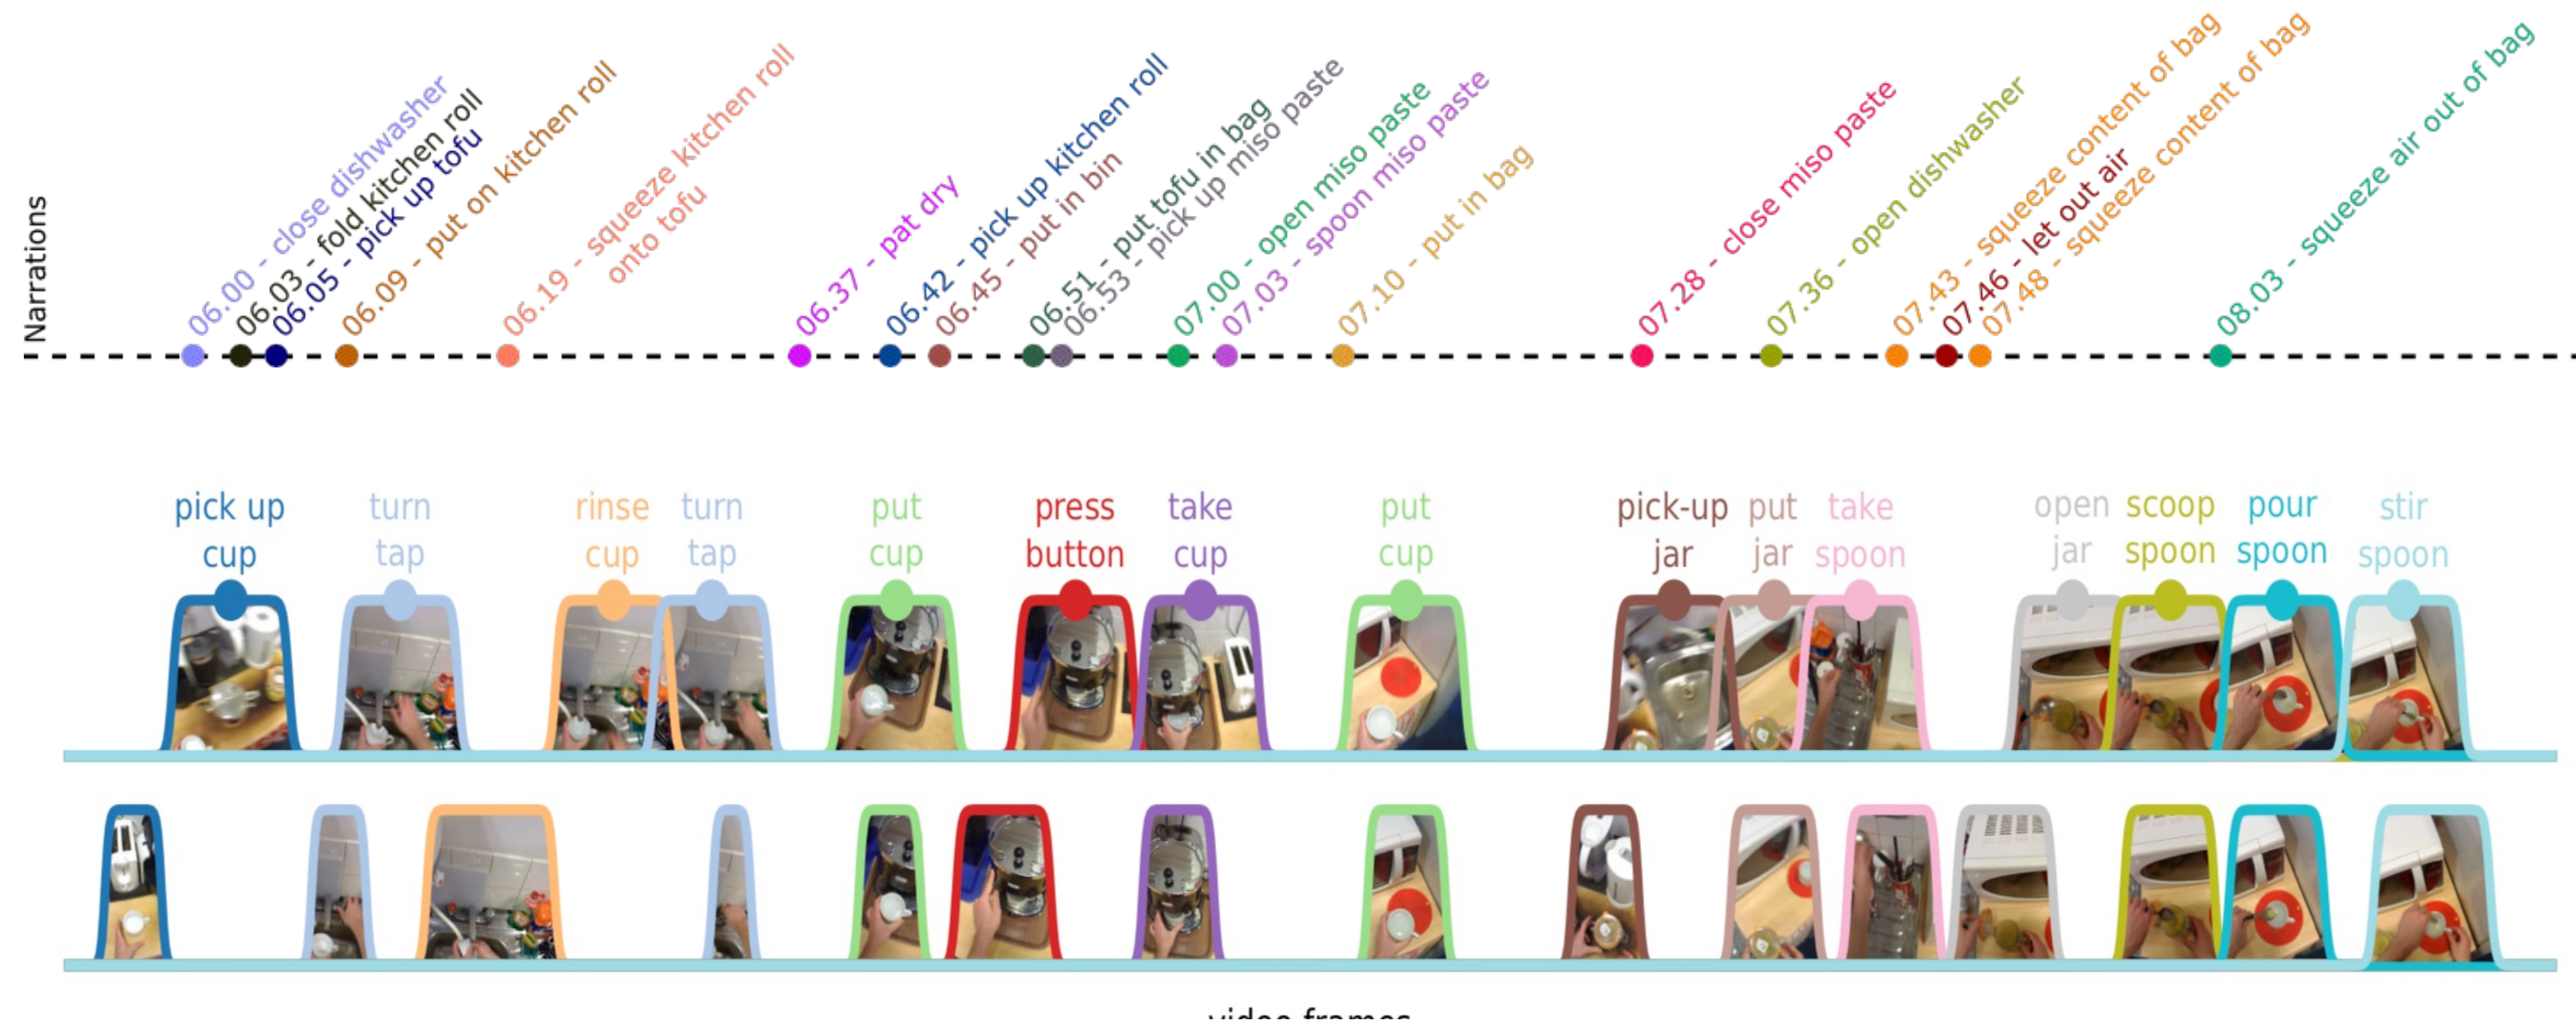 Narrations
06.00 - close dishwasher
06.03 - fold kitchen roll
06.05 - pick up tofu
06.09 - put on kitchen roll
06.19 - squeeze kitchen roll
onto tofu
06.37 - pat dry
06.42 - pick up kitchen roll
06.45 - put in bin
06.51 - put tofu in bag
06.53 - pick up miso paste
07.00 - open miso paste
07.03 - spoon miso paste
07.10 - put in bag
07.28 - close miso paste
07.36 - open dishwasher
07.43 - squeeze content of bag
07.46 - let out air
07.48 - squeeze content of bag
08.03 - squeeze air out of bag
pick up
cup
turn
tap
rinse
cup
turn
tap
put
cup
press
button
take
cup
put
cup
pick-up
jar
put
jar
take
spoon
open
jar
scoop
spoon
pour
spoon
stir
spoon
video frames